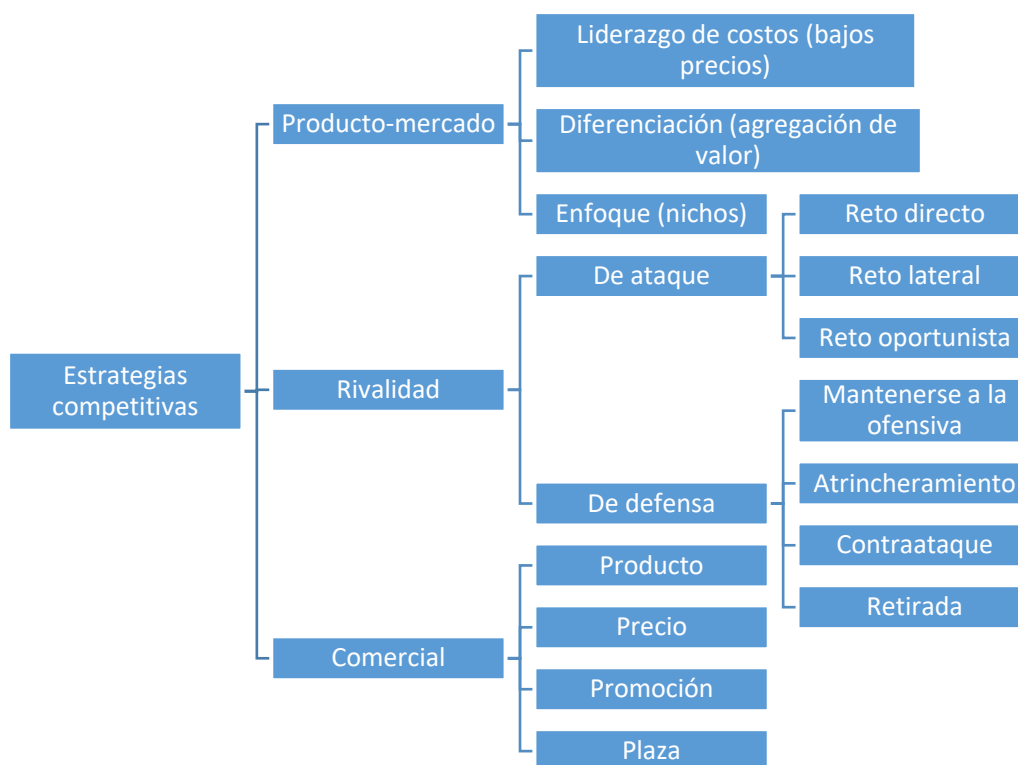 Estrategias
competitivas
Producto-mercado
Liderazgo de costos (bajos
precios)
Diferenciación (agregación de
valor)
Enfoque (nichos)
Rivalidad
De ataque
Reto directo
Reto lateral
Reto oportunista
De defensa
Mantenerse a la
ofensiva
Atrincheramiento
Contraataque
Retirada
Comercial
Producto
Precio
Promoción
Plaza